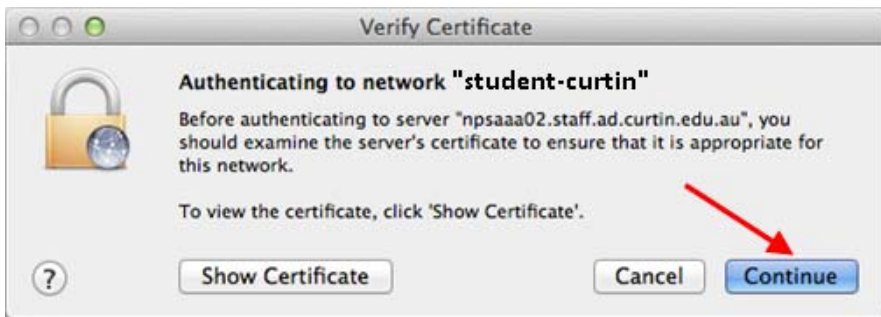 Verify Certificate
Authenticating to network "student-curtin"
Before authenticating to server "npsaaa02.staff.ad.curtin.edu.au", you
should examine the server's certificate to ensure that it is appropriate for
this network.
To view the certificate, click 'Show Certificate'.
?
Show Certificate
Cancel
Continue